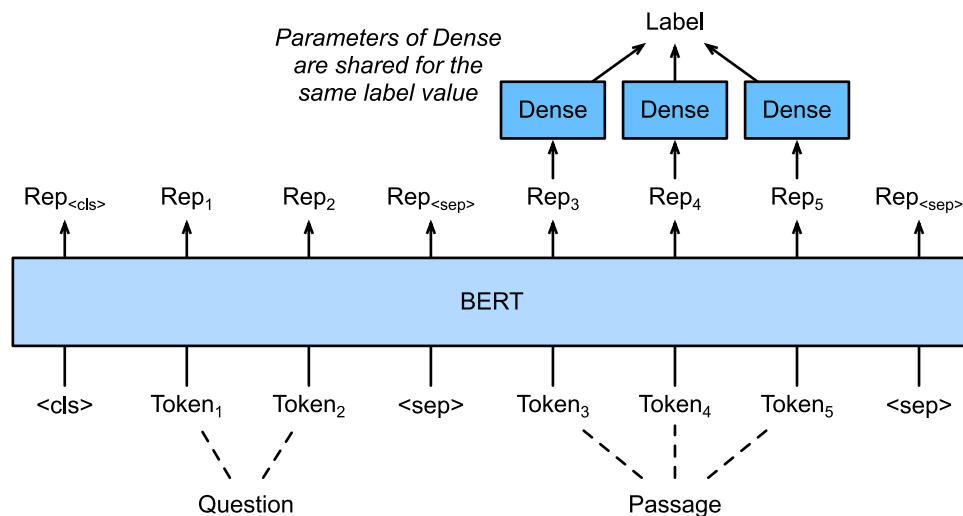 Label
Parameters of Dense
are shared for the
same label value
Dense Dense Dense
Rep<cls> Rep1 Rep2 Rep<sep> Rep3 Rep4 Rep5 Rep<sep>
BERT
<cls> Token1 Token2 <sep> Token3 Token4 Token5 <sep>
Question Passage